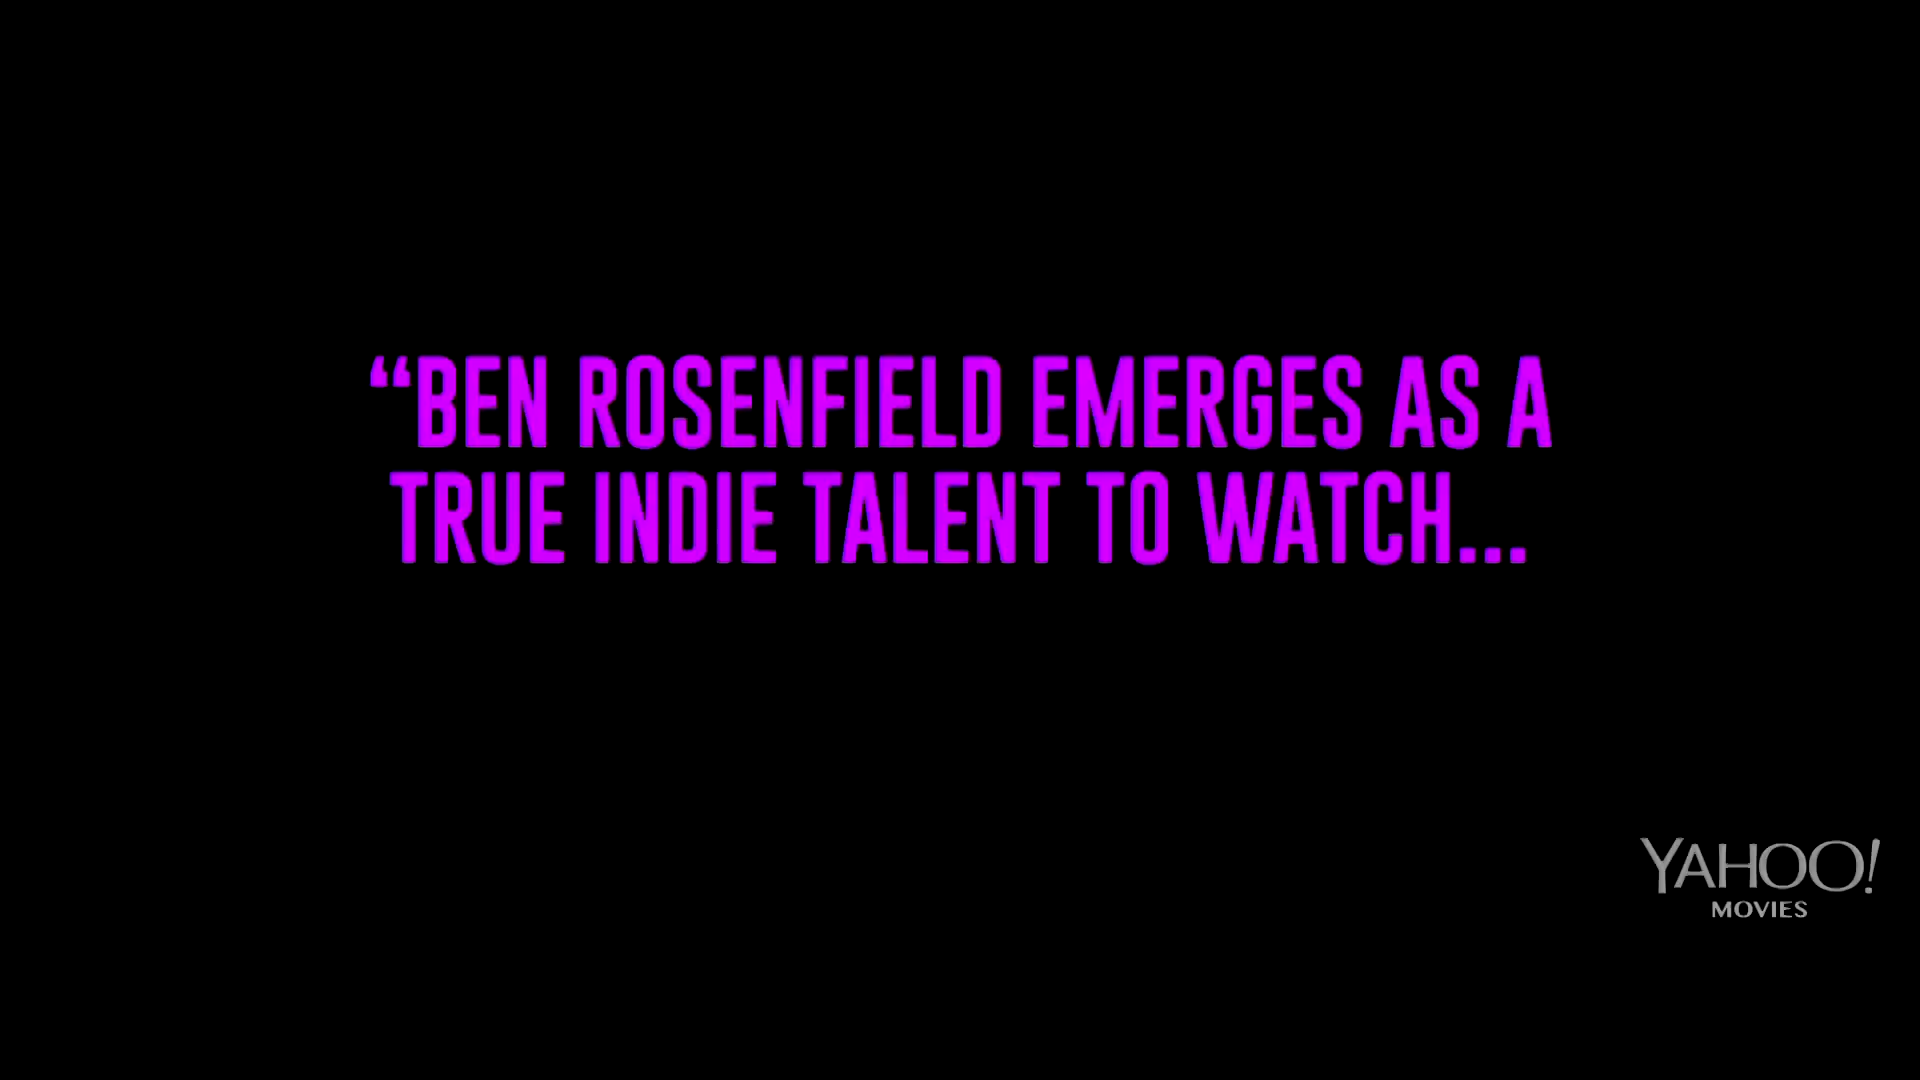 “BEN ROSENFIELD EMERGES AS A
TRUE INDIE TALENT TO WATCH...
YAHOO!
MOVIES